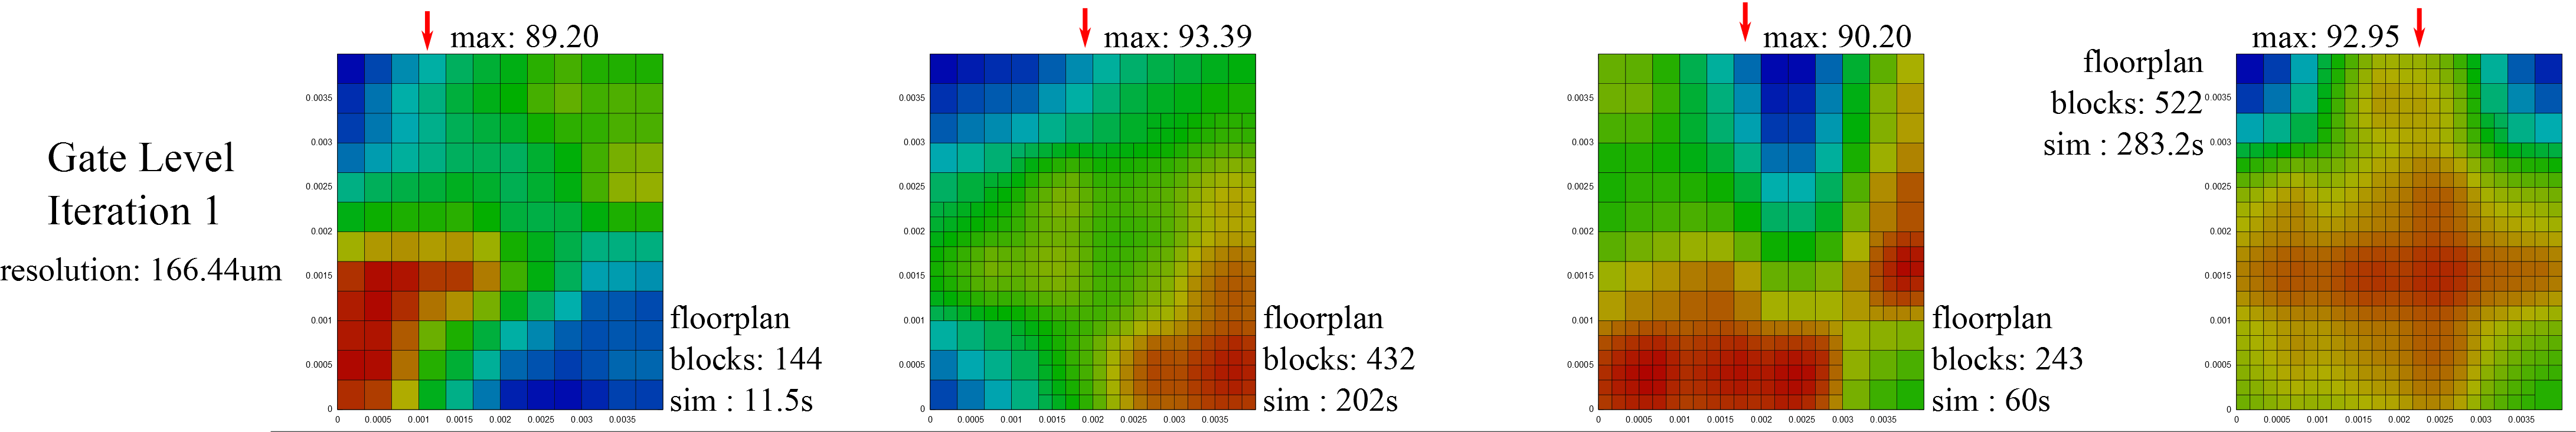 Gate Level
Iteration 1
resolution: 166.44um
max: 89.20
0.0035
0.003
0.0025
0.002
0.0015
0.001
0.0005
0
0 0.0005 0.001 0.0015 0.002 0.0025 0.003 0.0035
floorplan
blocks: 144
sim : 11.5s
max: 93.39
0.0035
0.003
0.0025
0.002
0.0015
0.001
0.0005
0
0 0.0005 0.001 0.0015 0.002 0.0025 0.003 0.0035
floorplan
blocks: 432
sim : 202s
max: 90.20
0.0035
0.003
0.0025
0.002
0.0015
0.001
0.0005
0
0 0.0005 0.001 0.0015 0.002 0.0025 0.003 0.0035
floorplan
blocks: 243
sim : 60s
max: 92.95
floorplan
blocks: 522
sim : 283.2s
0.0035
0.003
0.0025
0.002
0.0015
0.001
0.0005
0
0 0.0005 0.001 0.0015 0.002 0.0025 0.003 0.0035